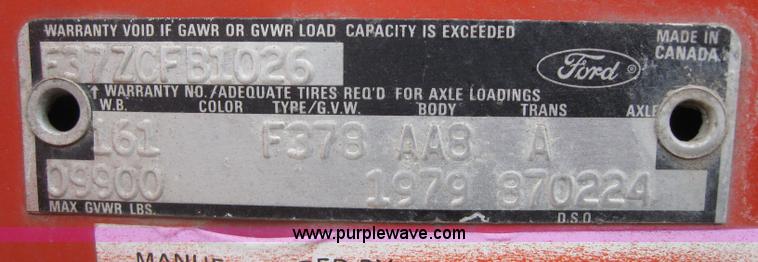 WARRANTY VOID IF GAWR OR GVWR LOAD CAPACITY IS EXCEEDED
F37ZCFB1026
Ford®
MADE IN
CANADA
↑ WARRANTY NO./ADEQUATE TIRES REQ'D FOR AXLE LOADINGS
W.B. COLOR TYPE/G.V.W. BODY TRANS AXLE
161 F378 AA8 A
09900 1979 870224
MAX GVWR LBS. D.S.O.
www.purplewave.com